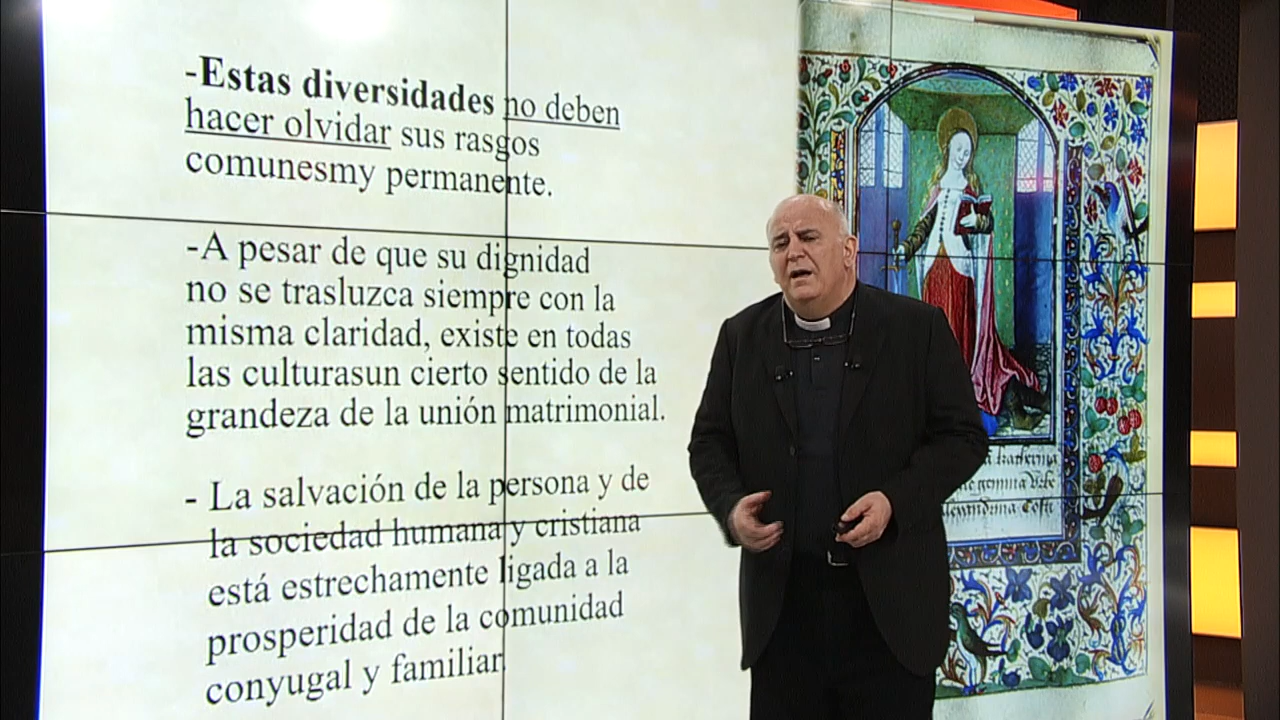 -Estas diversidades no deben
hacer olvidar sus rasgos
comunesmy permanente.
-A pesar de que su dignidad
no se trasluzca siempre con la
misma claridad, existe en todas
las culturasun cierto sentido de la
grandeza de la unión matrimonial.
- La salvación de la persona y de
la sociedad humana y cristiana
está estrechamente ligada a la
prosperidad de la comunidad
conyugal y familiar.